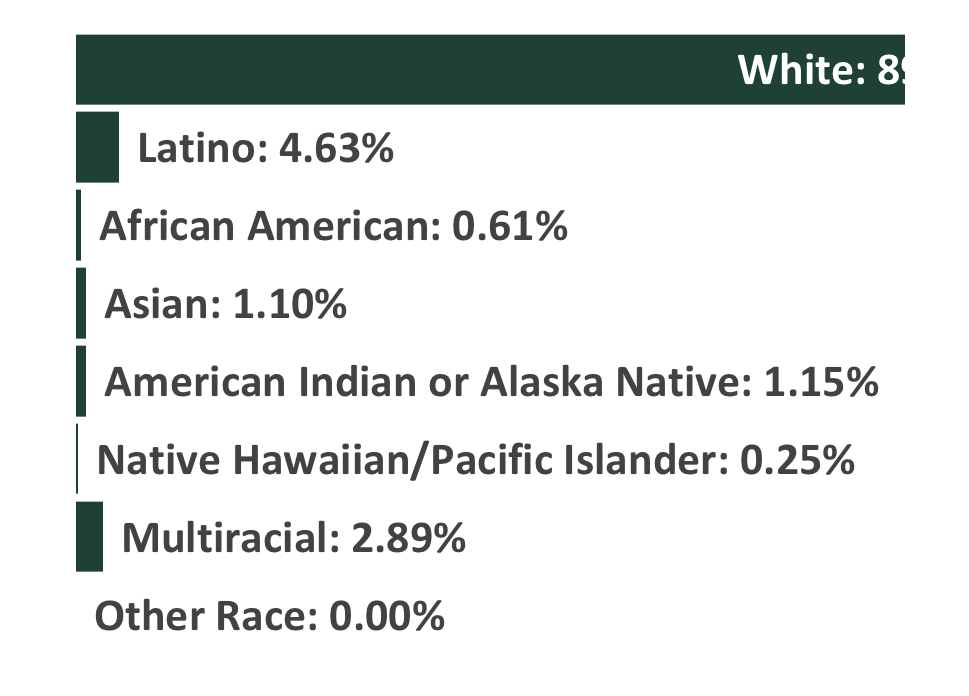 White: 8
Latino: 4.63%
African American: 0.61%
Asian: 1.10%
American Indian or Alaska Native: 1.15%
Native Hawaiian/Pacific Islander: 0.25%
Multiracial: 2.89%
Other Race: 0.00%